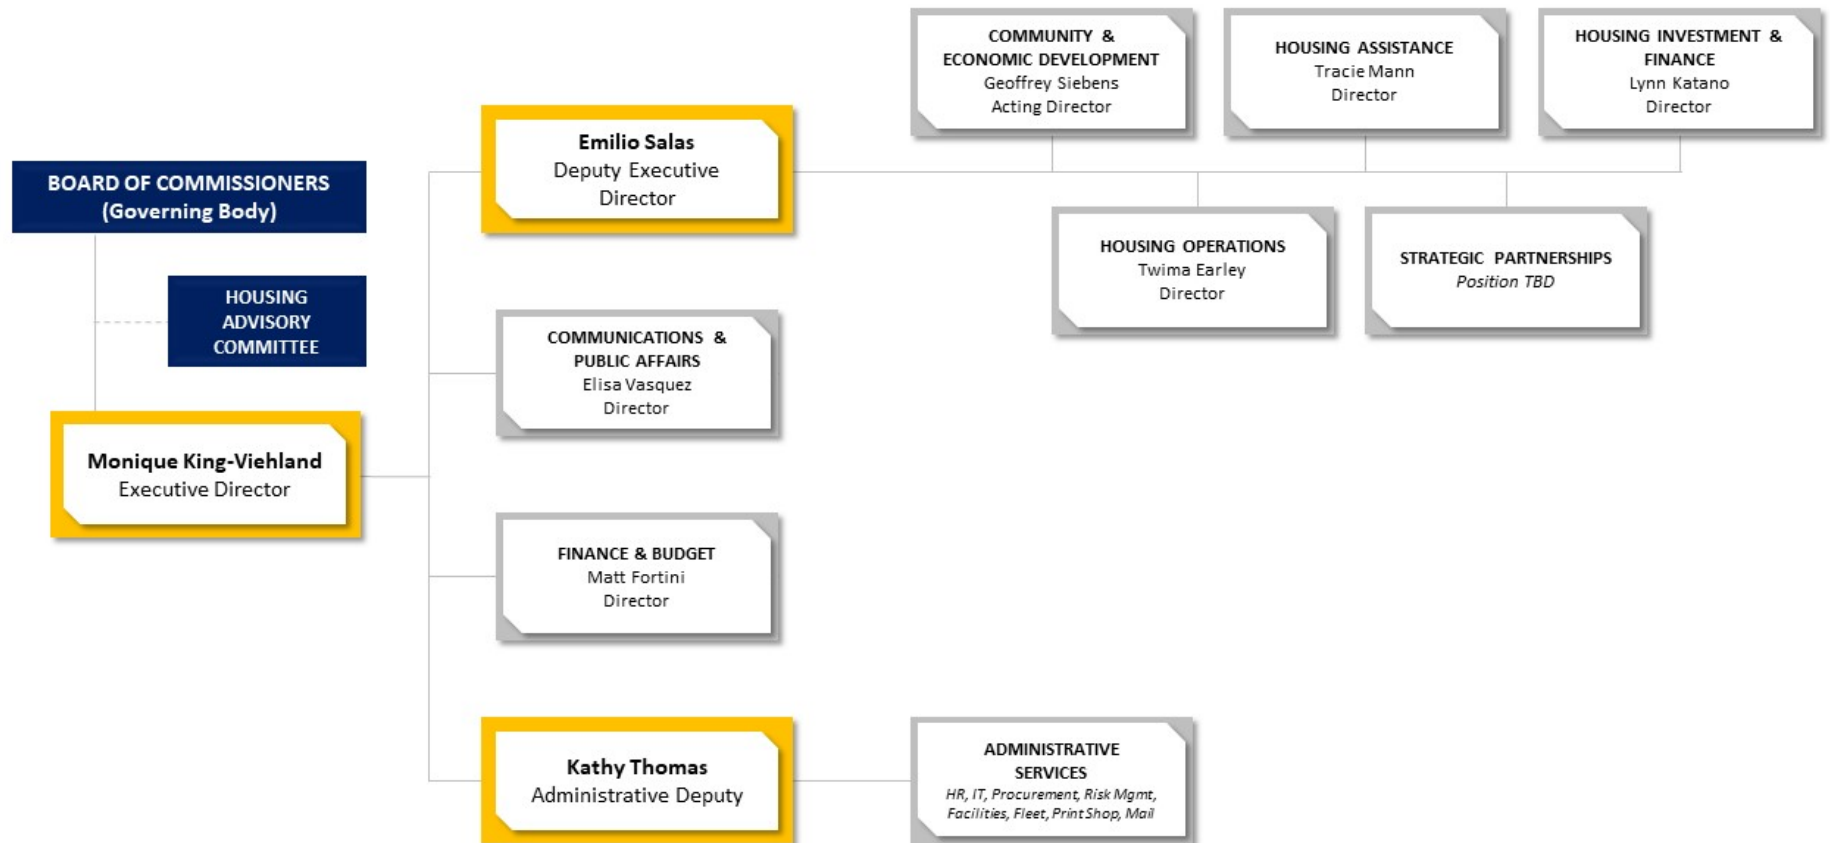 BOARD OF COMMISSIONERS
(Governing Body)
HOUSING
ADVISORY
COMMITTEE
Monique King-Viehland
Executive Director
Emilio Salas
Deputy Executive
Director
COMMUNITY &
ECONOMIC DEVELOPMENT
Geoffrey Siebens
Acting Director
HOUSING ASSISTANCE
Tracie Mann
Director
HOUSING INVESTMENT &
FINANCE
Lynn Katano
Director
HOUSING OPERATIONS
Twima Earley
Director
STRATEGIC PARTNERSHIPS
Position TBD
COMMUNICATIONS &
PUBLIC AFFAIRS
Elisa Vasquez
Director
FINANCE & BUDGET
Matt Fortini
Director
Kathy Thomas
Administrative Deputy
ADMINISTRATIVE
SERVICES
HR, IT, Procurement, Risk Mgmt,
Facilities, Fleet, Print Shop, Mail